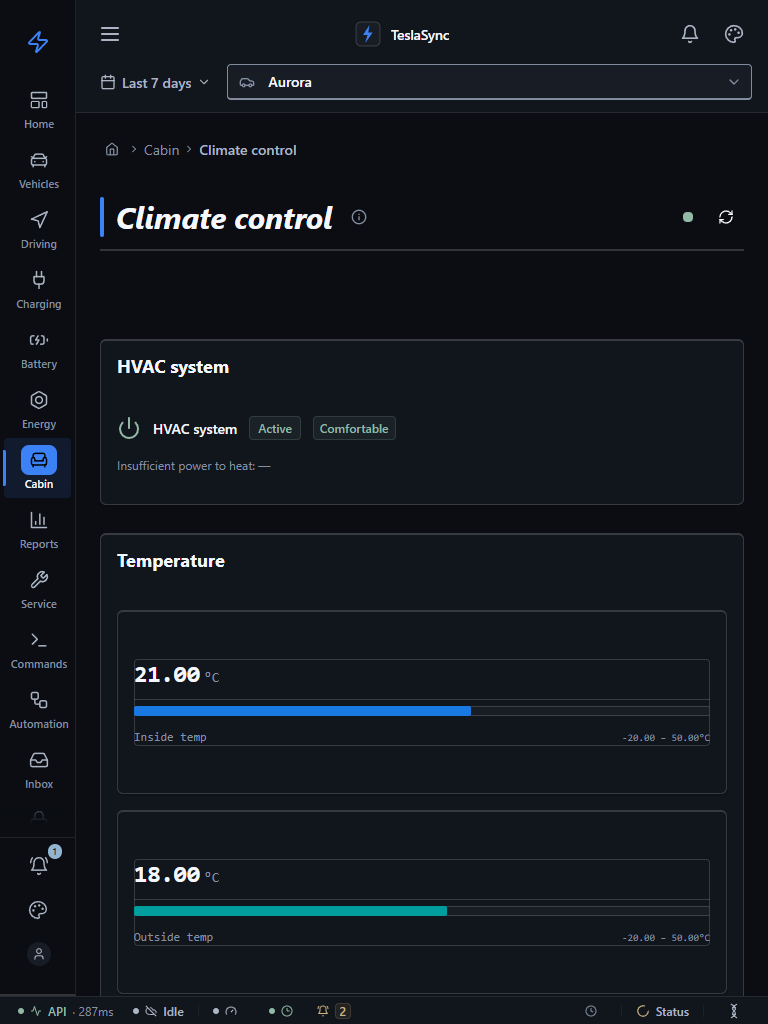 TeslaSync
Last 7 days
Aurora
Home
Vehicles
Driving
Charging
Battery
Energy
Cabin
Reports
Service
Commands
Automation
Inbox
1
Cabin
Climate control
Climate control
HVAC system
HVAC system Active Comfortable
Insufficient power to heat: —
Temperature
21.00 °C
Inside temp -20.00 – 50.00°C
18.00 °C
Outside temp -20.00 – 50.00°C
API · 287ms Idle 2 Status